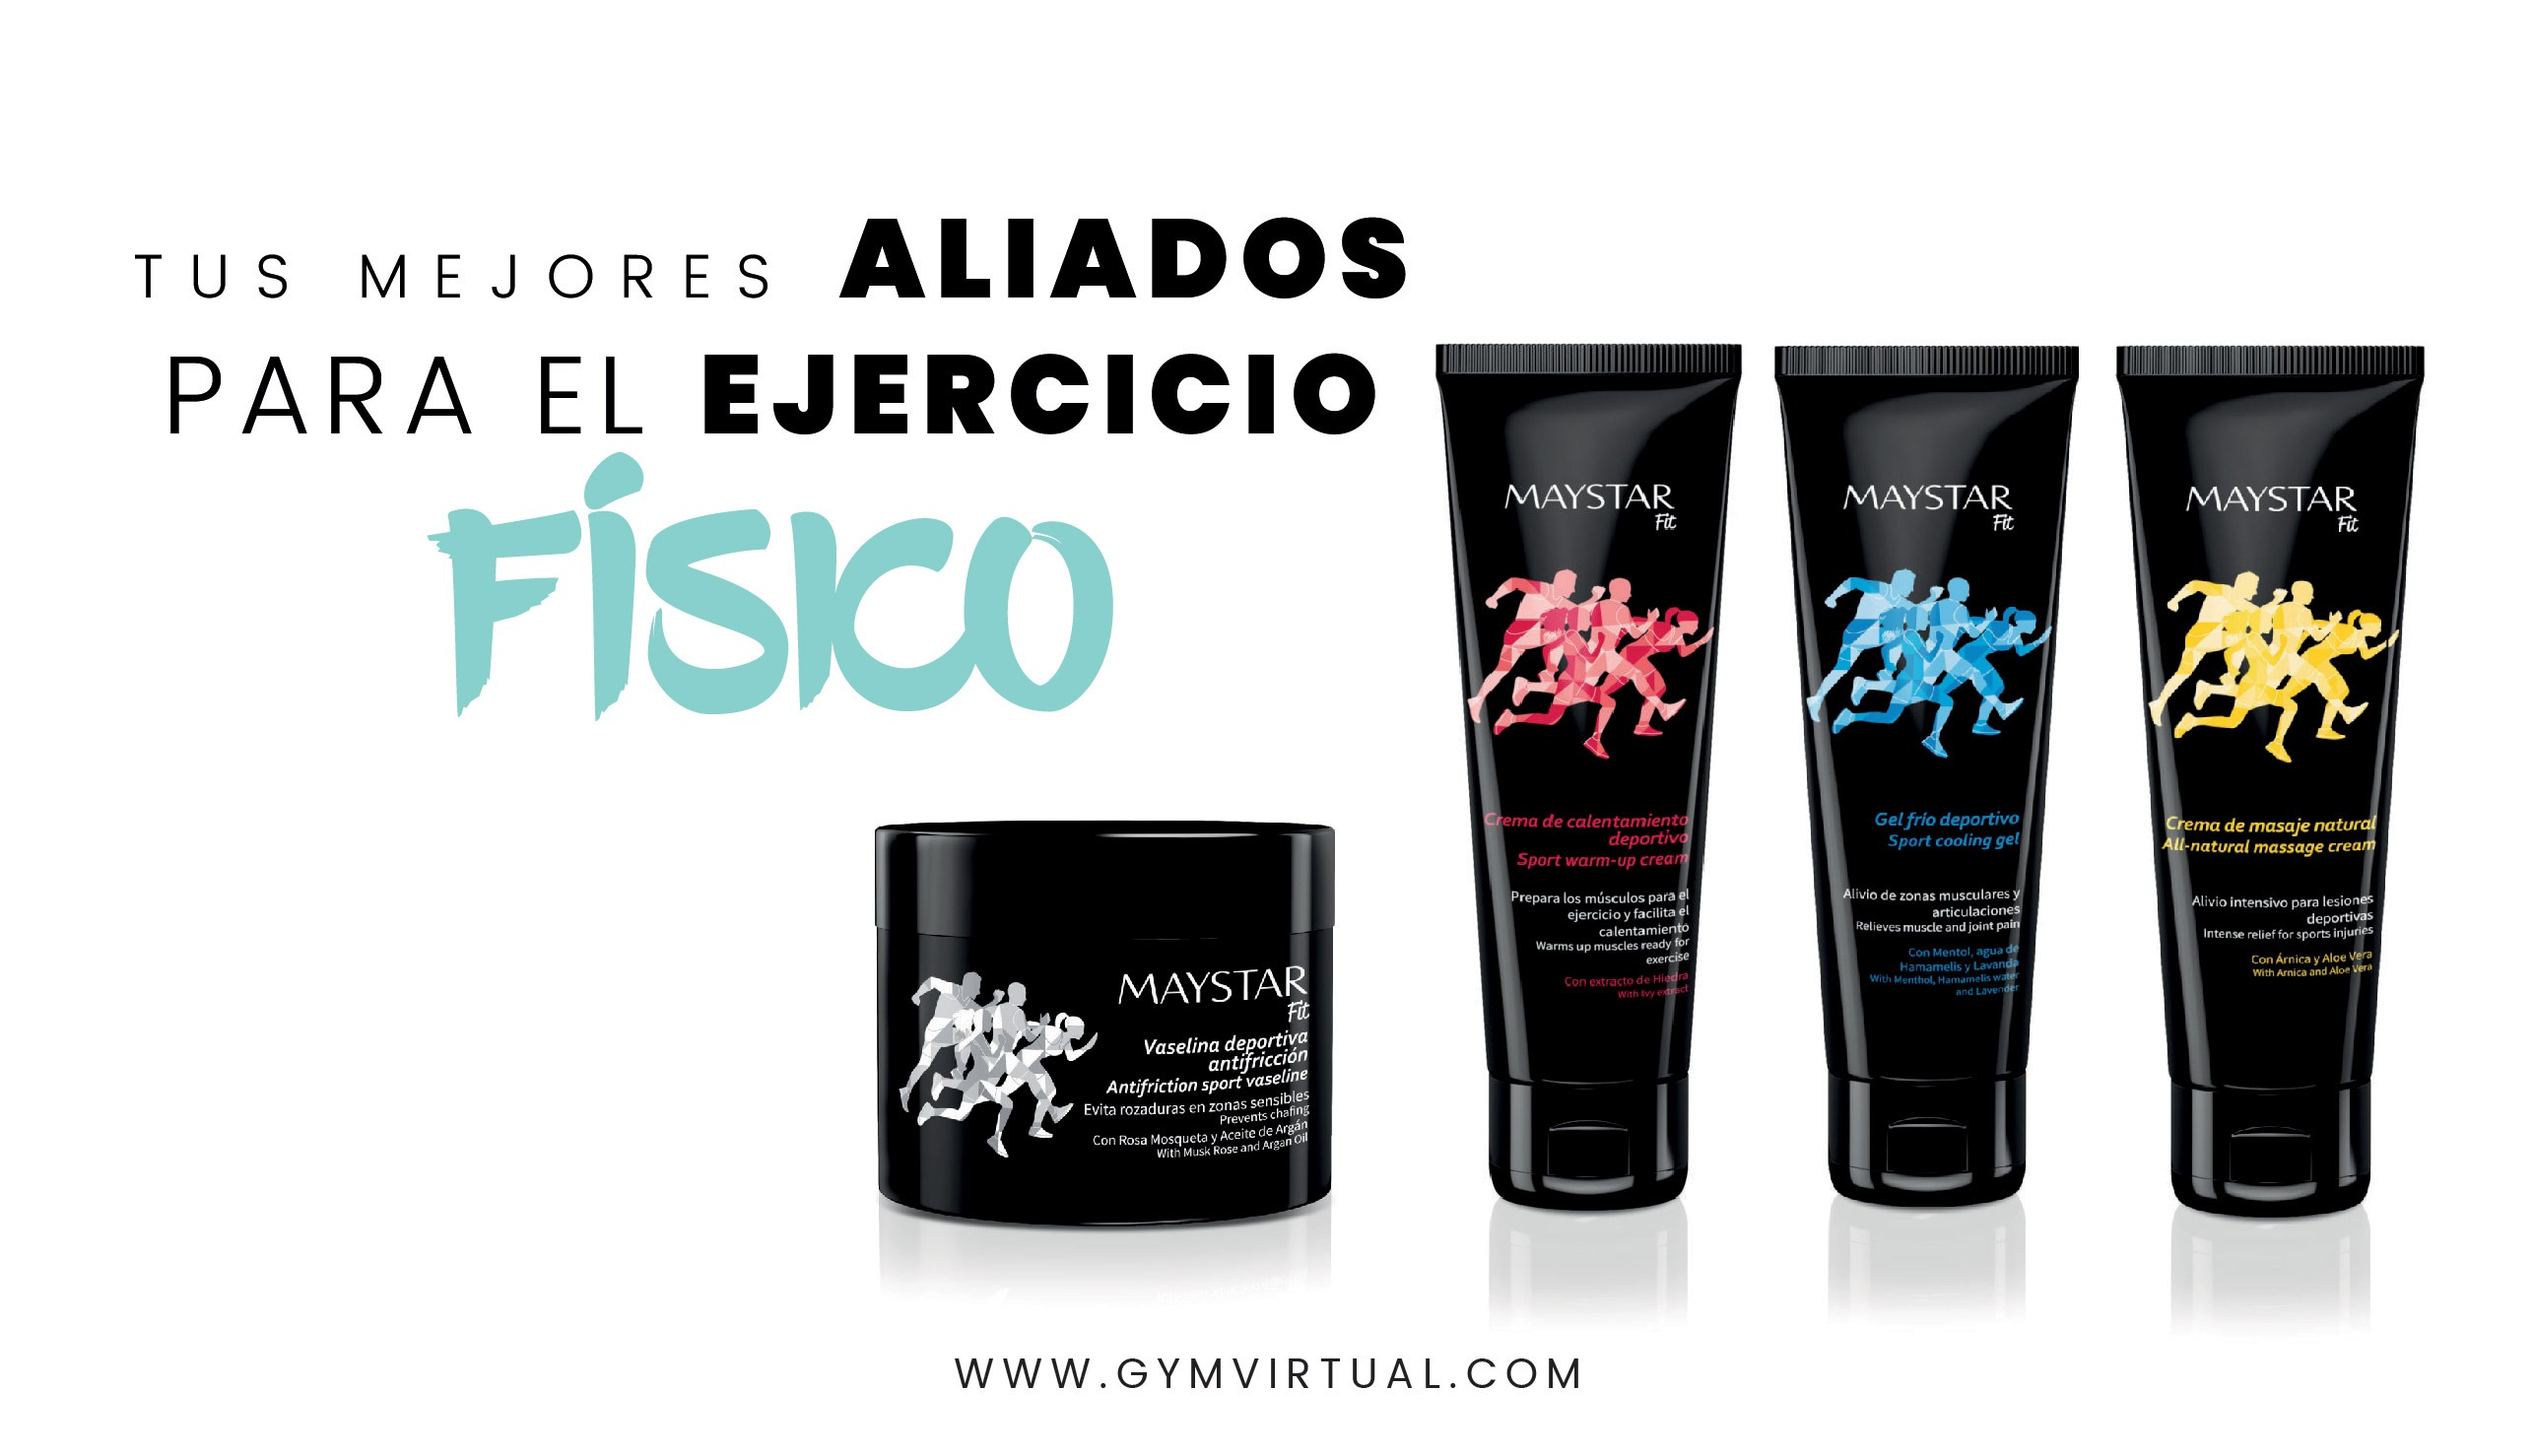 TUS MEJORES ALIADOS
PARA EL EJERCICIO
FÍSICO
MAYSTAR
Fit
Vaselina deportiva
antifricción
Antifriction sport vaseline
Evita rozaduras en zonas sensibles
Prevents chafing
Con Rosa Mosqueta y Aceite de Argán
With Musk Rose and Argan Oil
MAYSTAR
Fit
Crema de calentamiento
deportivo
Sport warm-up cream
Prepara los músculos para el
ejercicio y facilita el
calentamiento
Warms up muscles ready for
exercise
Con extracto de Hiedra
With Ivy extract
MAYSTAR
Fit
Gel frío deportivo
Sport cooling gel
Alivio de zonas musculares y
articulaciones
Relieves muscle and joint pain
Con Mentol, agua de
Hamamelis y Lavanda
With Menthol, Hamamelis water
and Lavender
MAYSTAR
Fit
Crema de masaje natural
All-natural massage cream
Alivio intensivo para lesiones
deportivas
Intense relief for sports injuries
Con Árnica y Aloe Vera
With Arnica and Aloe Vera
WWW.GYMVIRTUAL.COM